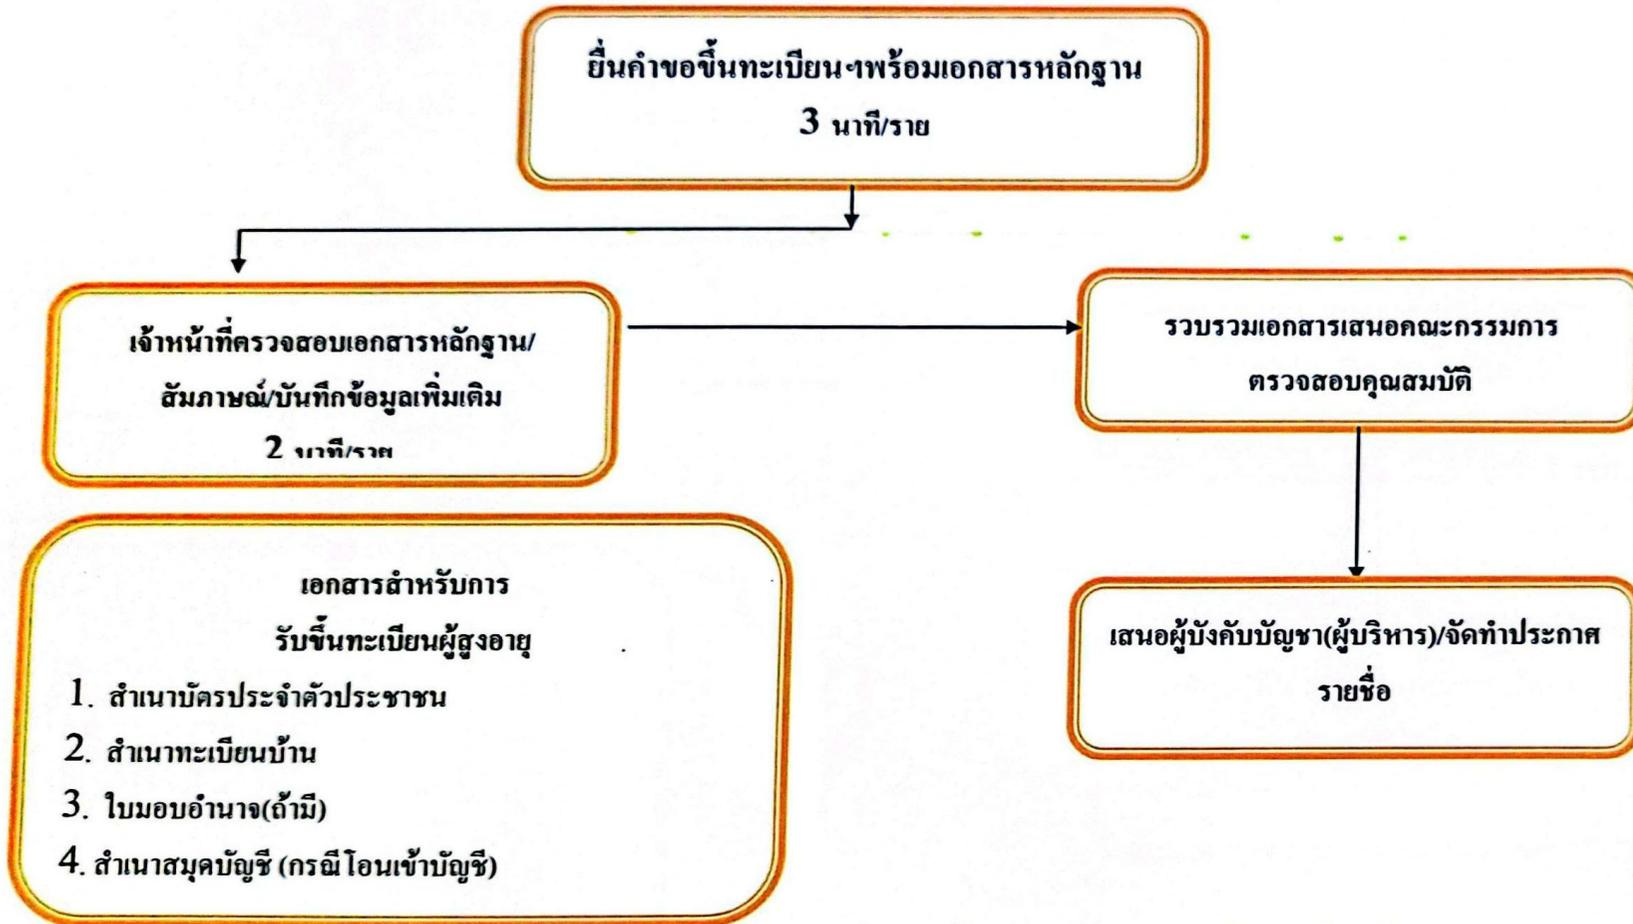 ยื่นคำขอขึ้นทะเบียนฯพร้อมเอกสารหลักฐาน
3 นาที/ราย
เจ้าหน้าที่ตรวจสอบเอกสารหลักฐาน/
สัมภาษณ์/บันทึกข้อมูลเพิ่มเติม
2 นาที/ราย
รวบรวมเอกสารเสนอคณะกรรมการ
ตรวจสอบคุณสมบัติ
เสนอผู้บังคับบัญชา(ผู้บริหาร)/จัดทำประกาศ
รายชื่อ
เอกสารสำหรับการ
รับขึ้นทะเบียนผู้สูงอายุ
1. สำเนาบัตรประจำตัวประชาชน
2. สำเนาทะเบียนบ้าน
3. ใบมอบอำนาจ(ถ้ามี)
4. สำเนาสมุดบัญชี (กรณีโอนเข้าบัญชี)